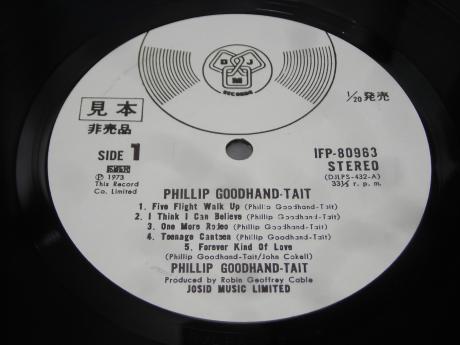 DJM
RECORDS
見本
非売品
1/20発売
SIDE 1
IFP-80963
STEREO
Ⓟ 1973
This Record
Co. Limited
(DJLPS-432-A)
33⅓ r. p. m.
PHILLIP GOODHAND-TAIT
1. Five Flight Walk Up (Phillip Goodhand-Tait)
2. I Think I Can Believe (Phillip Goodhand-Tait)
3. One More Rodeo (Phillip Goodhand-Tait)
4. Teenage Canteen (Phillip Goodhand-Tait)
5. Forever Kind Of Love
(Phillip Goodhand-Tait/John Cokell)
PHILLIP GOODHAND-TAIT
Produced by Robin Geoffrey Cable
JOSID MUSIC LIMITED